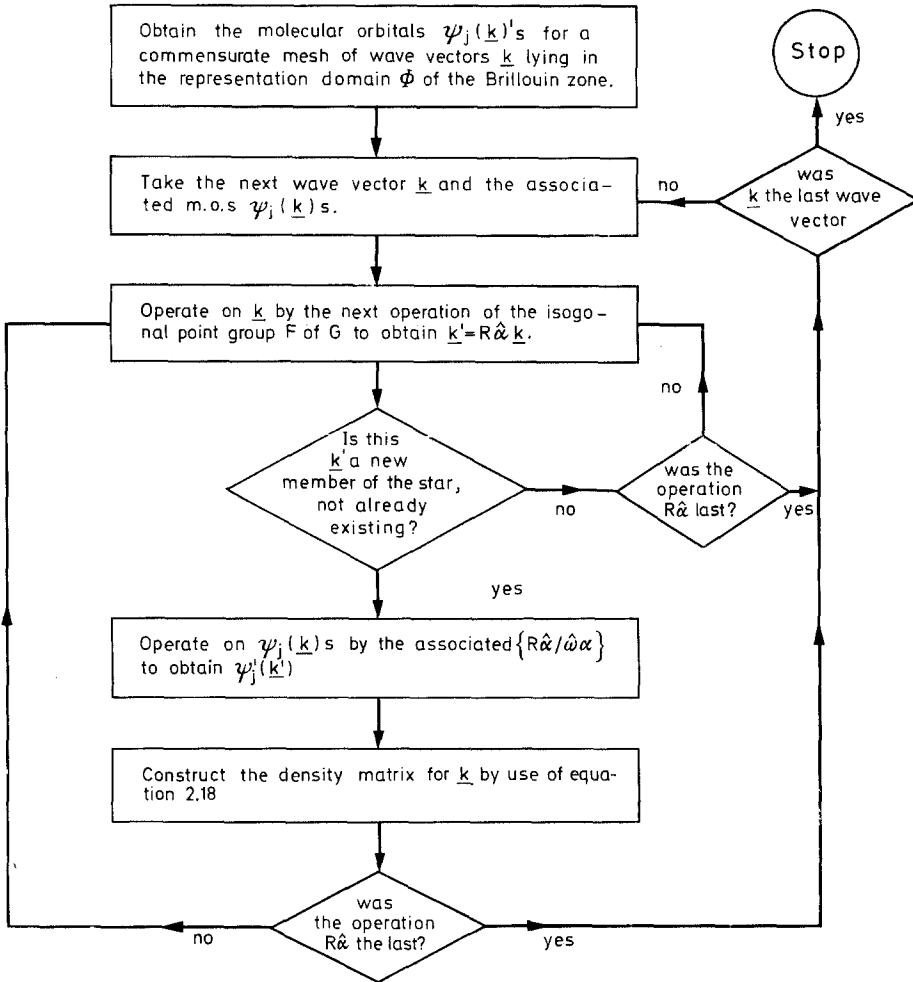 Obtain the molecular orbitals ψj(k)'s for a
commensurate mesh of wave vectors k lying in
the representation domain Φ of the Brillouin zone.
Stop
yes
Take the next wave vector k and the associa-
ted m.o.s ψj(k)s.
no
was
k the last wave
vector
Operate on k by the next operation of the isogo-
nal point group F of G to obtain k'=Rα̂ k.
no
Is this
k' a new
member of the star,
not already
existing?
no
was the
operation
Rα̂ last?
yes
yes
Operate on ψj(k)s by the associated {Rα̂/ω̂α}
to obtain ψj'(k')
Construct the density matrix for k by use of equa-
tion 2.18
was
the operation
Rα̂ the last?
no
yes